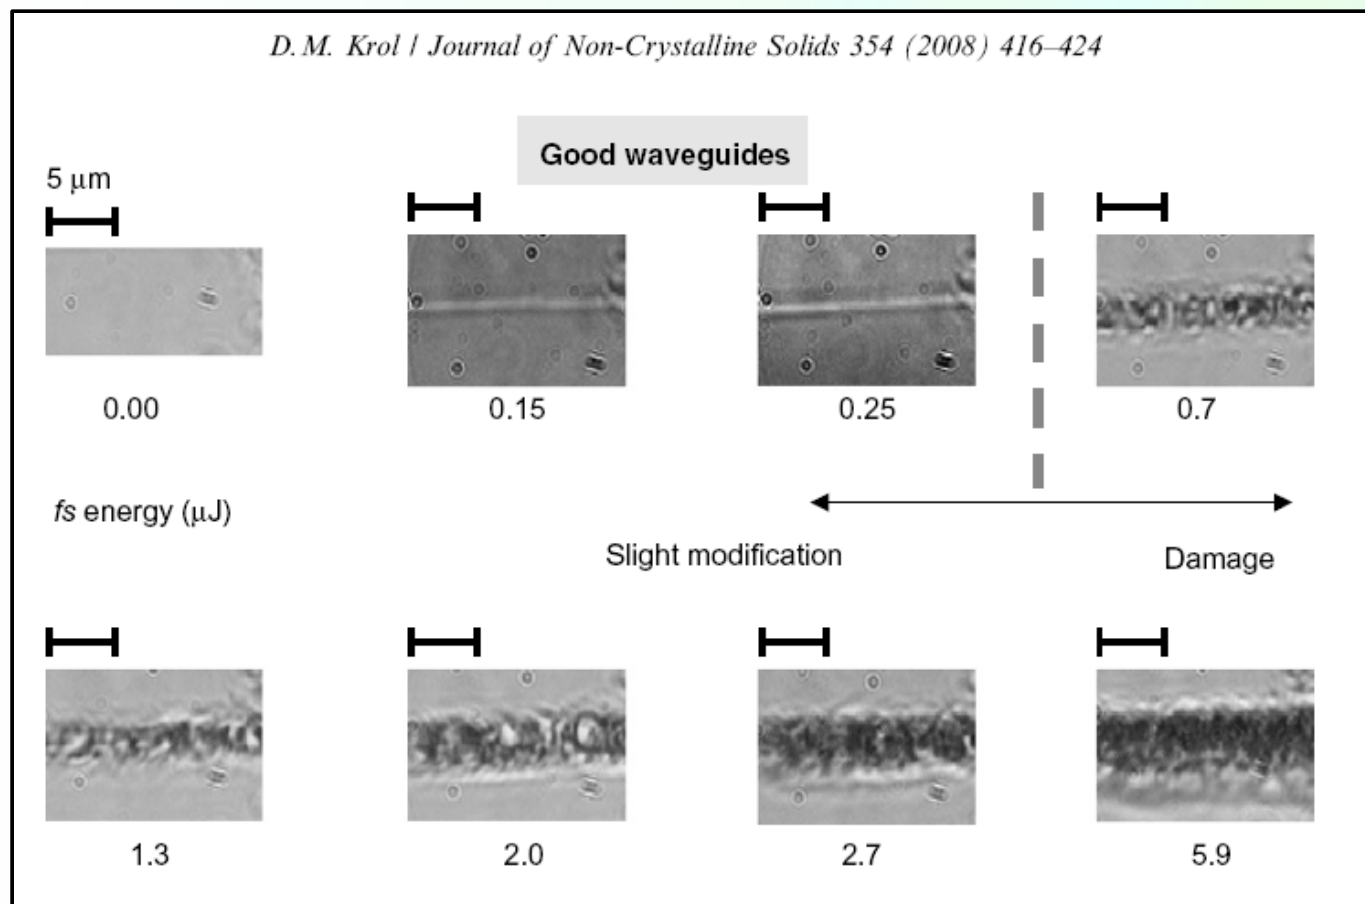 D. M. Krol / Journal of Non-Crystalline Solids 354 (2008) 416–424
Good waveguides
5 μm
0.00
0.15
0.25
0.7
fs energy (μJ)
Slight modification
Damage
1.3
2.0
2.7
5.9